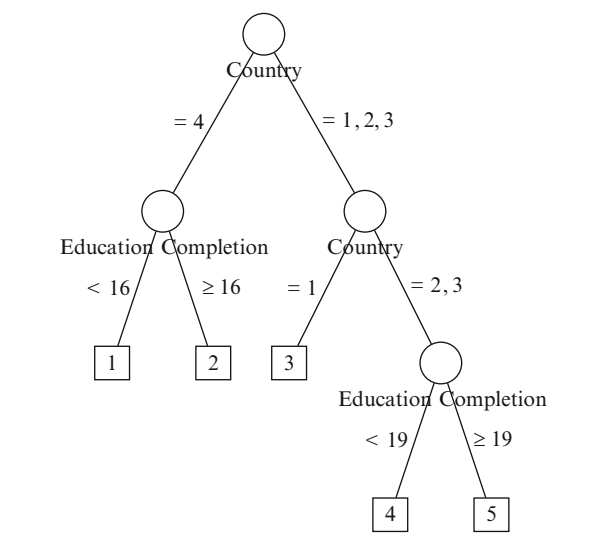 Country
= 4
= 1, 2, 3
Education Completion
Country
< 16
≥ 16
= 1
= 2, 3
1
2
3
Education Completion
< 19
≥ 19
4
5